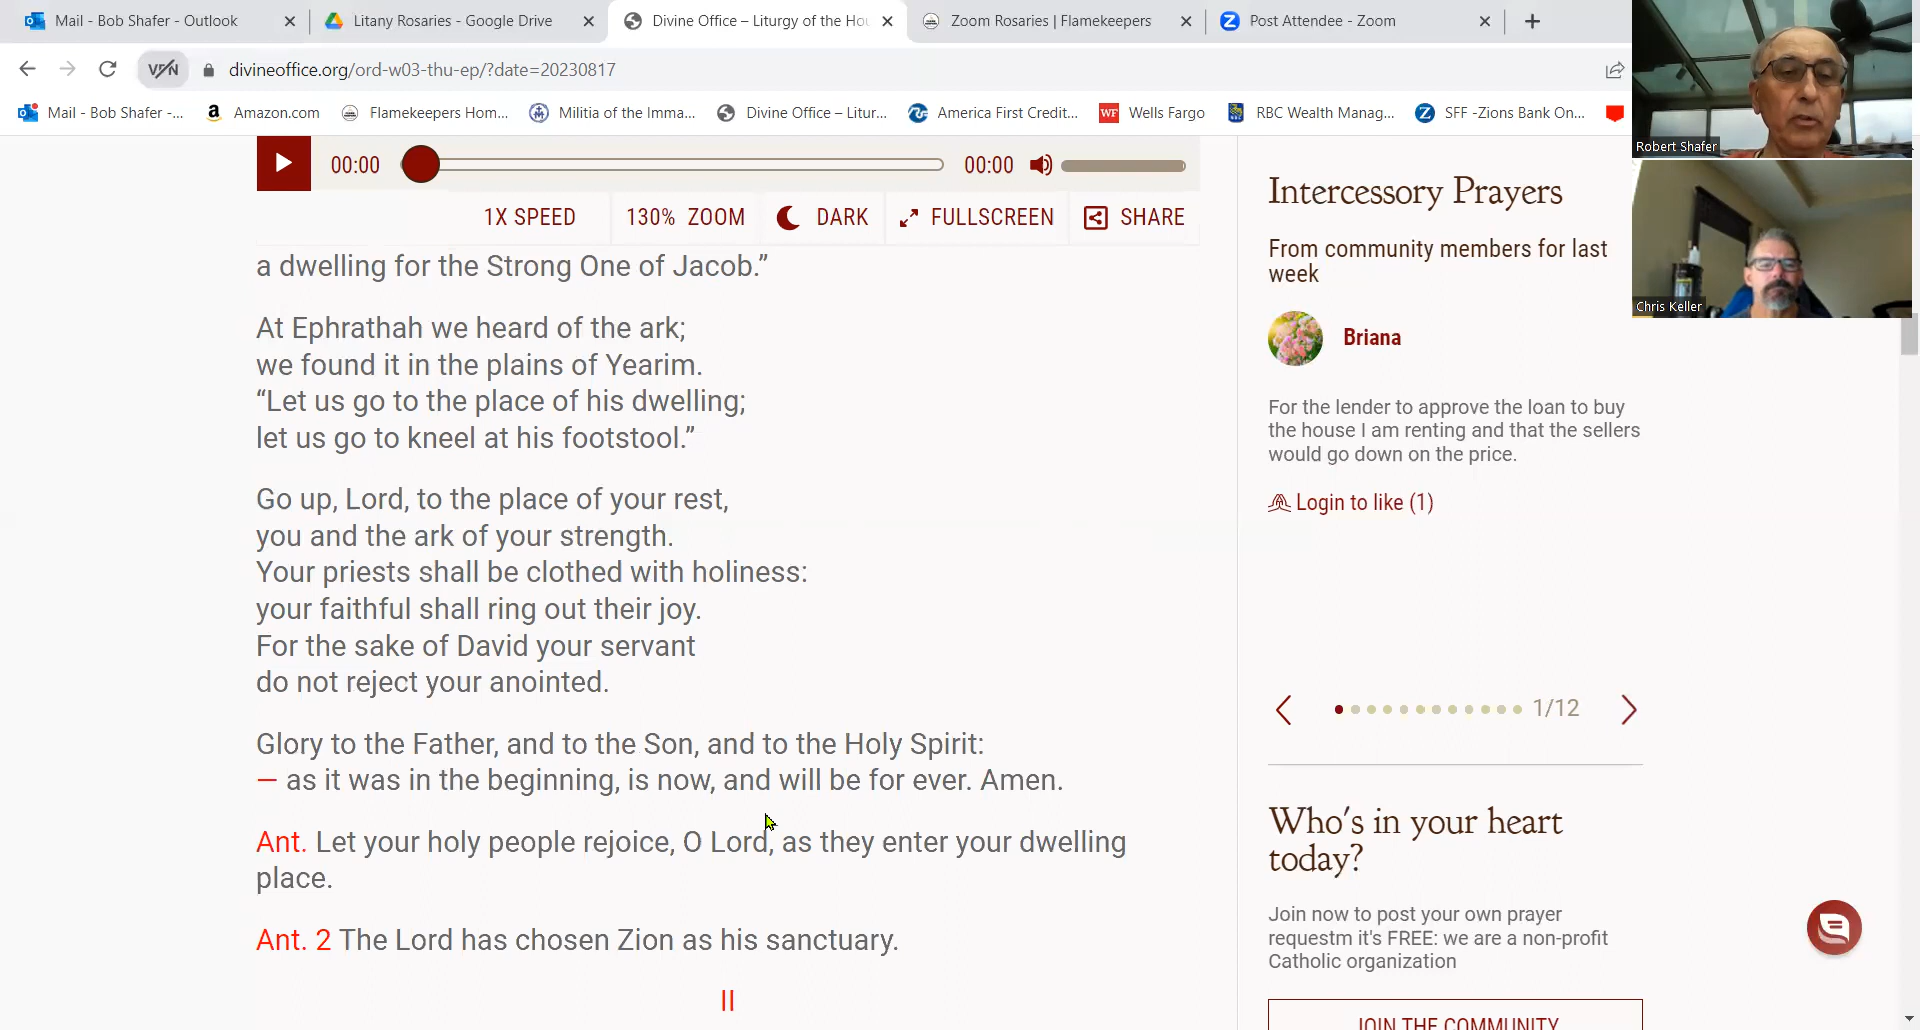 Mail - Bob Shafer - Outlook
Litany Rosaries - Google Drive
Divine Office – Liturgy of the Hou
Zoom Rosaries | Flamekeepers
Post Attendee - Zoom
VPN
divineoffice.org/ord-w03-thu-ep/?date=20230817
Mail - Bob Shafer -...
Amazon.com
Flamekeepers Hom...
Militia of the Imma...
Divine Office – Litur...
America First Credit...
WF Wells Fargo
RBC Wealth Manag...
SFF -Zions Bank On...
Robert Shafer
Chris Keller
00:00
00:00
1X SPEED
130% ZOOM
DARK
FULLSCREEN
SHARE
a dwelling for the Strong One of Jacob.”
At Ephrathah we heard of the ark;
we found it in the plains of Yearim.
“Let us go to the place of his dwelling;
let us go to kneel at his footstool.”
Go up, Lord, to the place of your rest,
you and the ark of your strength.
Your priests shall be clothed with holiness:
your faithful shall ring out their joy.
For the sake of David your servant
do not reject your anointed.
Glory to the Father, and to the Son, and to the Holy Spirit:
— as it was in the beginning, is now, and will be for ever. Amen.
Ant. Let your holy people rejoice, O Lord, as they enter your dwelling
place.
Ant. 2 The Lord has chosen Zion as his sanctuary.
II
Intercessory Prayers
From community members for last
week
Briana
For the lender to approve the loan to buy
the house I am renting and that the sellers
would go down on the price.
Login to like (1)
1/12
Who's in your heart
today?
Join now to post your own prayer
requestm it's FREE: we are a non-profit
Catholic organization
JOIN THE COMMUNITY